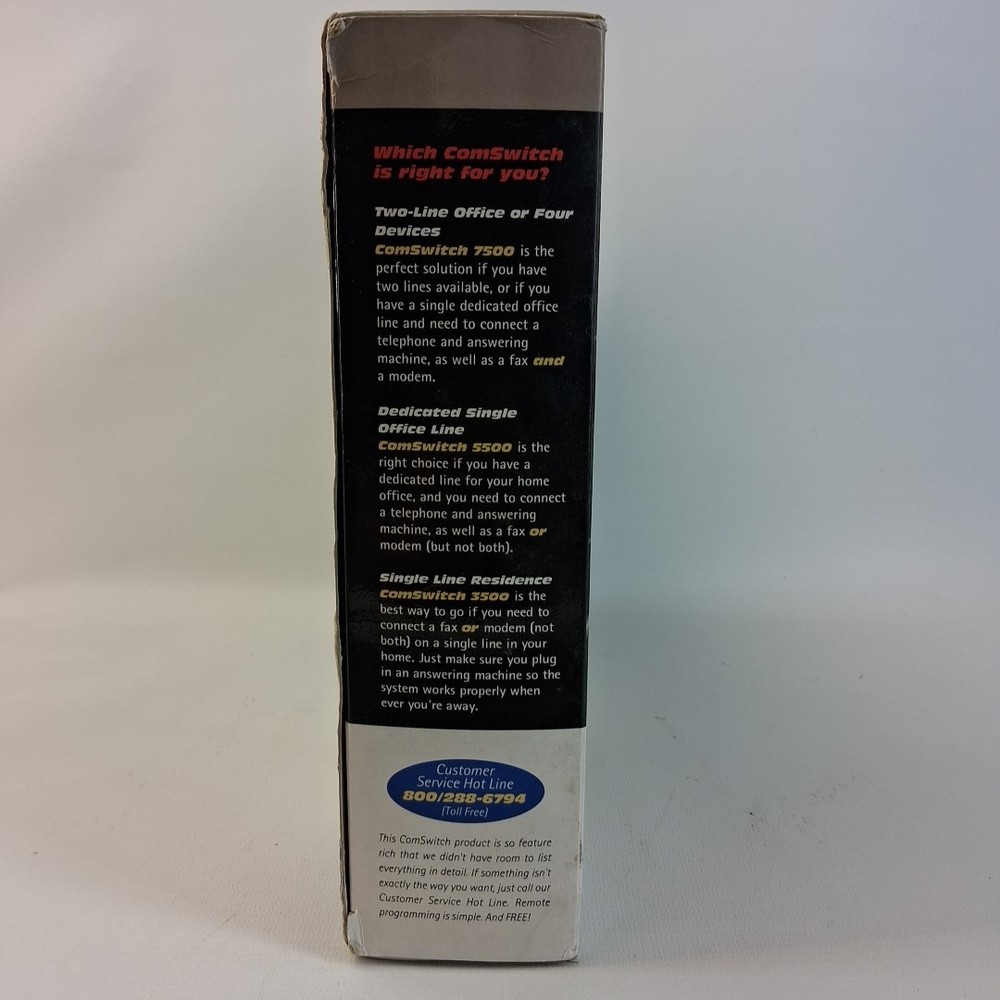 Which ComSwitch
is right for you?
Two-Line Office or Four
Devices
ComSwitch 7500 is the
perfect solution if you have
two lines available, or if you
have a single dedicated office
line and need to connect a
telephone and answering
machine, as well as a fax and
a modem.
Dedicated Single
Office Line
ComSwitch 5500 is the
right choice if you have a
dedicated line for your home
office, and you need to connect
a telephone and answering
machine, as well as a fax or
modem (but not both).
Single Line Residence
ComSwitch 3500 is the
best way to go if you need to
connect a fax or modem (not
both) on a single line in your
home. Just make sure you plug
in an answering machine so the
system works properly when
ever you're away.
Customer
Service Hot Line
800/288-6794
(Toll Free)
This ComSwitch product is so feature
rich that we didn't have room to list
everything in detail. If something isn't
exactly the way you want, just call our
Customer Service Hot Line. Remote
programming is simple. And FREE!